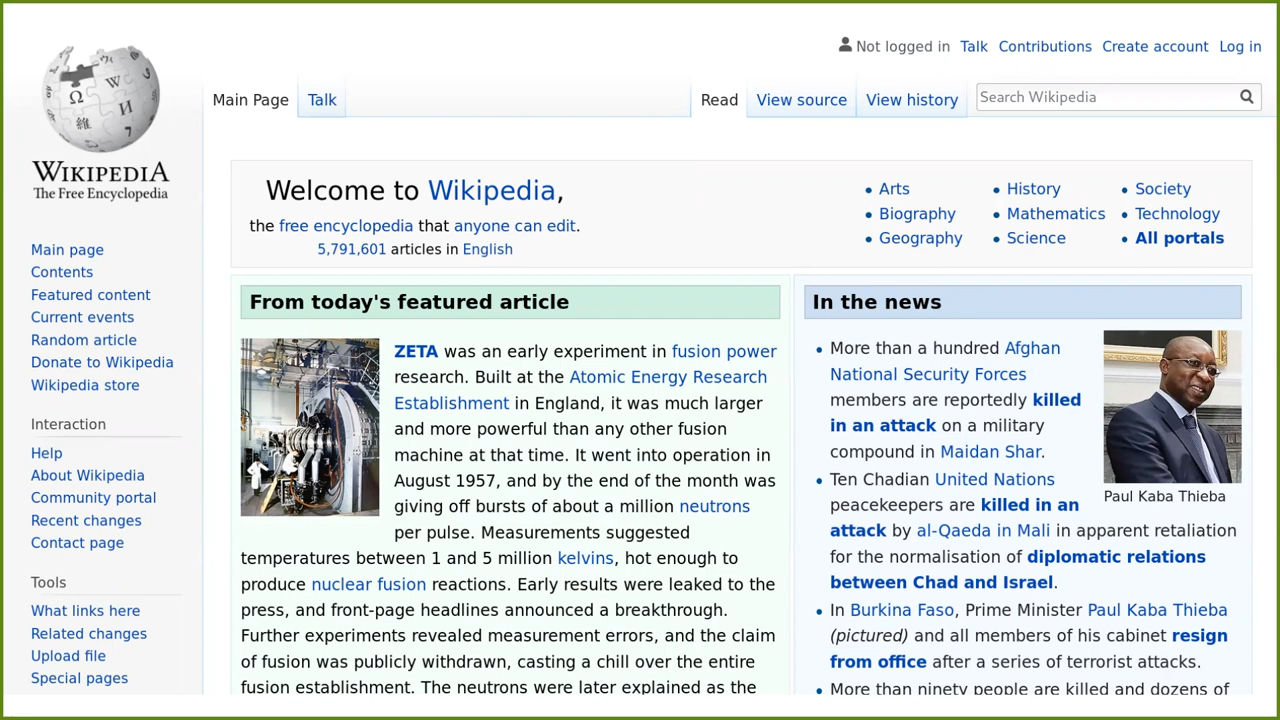 Not logged in Talk Contributions Create account Log in
Main Page Talk Read View source View history Search Wikipedia
WIKIPEDIA
The Free Encyclopedia
Main page
Contents
Featured content
Current events
Random article
Donate to Wikipedia
Wikipedia store
Interaction
Help
About Wikipedia
Community portal
Recent changes
Contact page
Tools
What links here
Related changes
Upload file
Special pages
Welcome to Wikipedia,
the free encyclopedia that anyone can edit.
5,791,601 articles in English
Arts
Biography
Geography
History
Mathematics
Science
Society
Technology
All portals
From today's featured article
ZETA was an early experiment in fusion power
research. Built at the Atomic Energy Research
Establishment in England, it was much larger
and more powerful than any other fusion
machine at that time. It went into operation in
August 1957, and by the end of the month was
giving off bursts of about a million neutrons
per pulse. Measurements suggested
temperatures between 1 and 5 million kelvins, hot enough to
produce nuclear fusion reactions. Early results were leaked to the
press, and front-page headlines announced a breakthrough.
Further experiments revealed measurement errors, and the claim
of fusion was publicly withdrawn, casting a chill over the entire
fusion establishment. The neutrons were later explained as the
In the news
More than a hundred Afghan
National Security Forces
members are reportedly killed
in an attack on a military
compound in Maidan Shar.
Paul Kaba Thieba
Ten Chadian United Nations
peacekeepers are killed in an
attack by al-Qaeda in Mali in apparent retaliation
for the normalisation of diplomatic relations
between Chad and Israel.
In Burkina Faso, Prime Minister Paul Kaba Thieba
(pictured) and all members of his cabinet resign
from office after a series of terrorist attacks.
More than ninety people are killed and dozens of